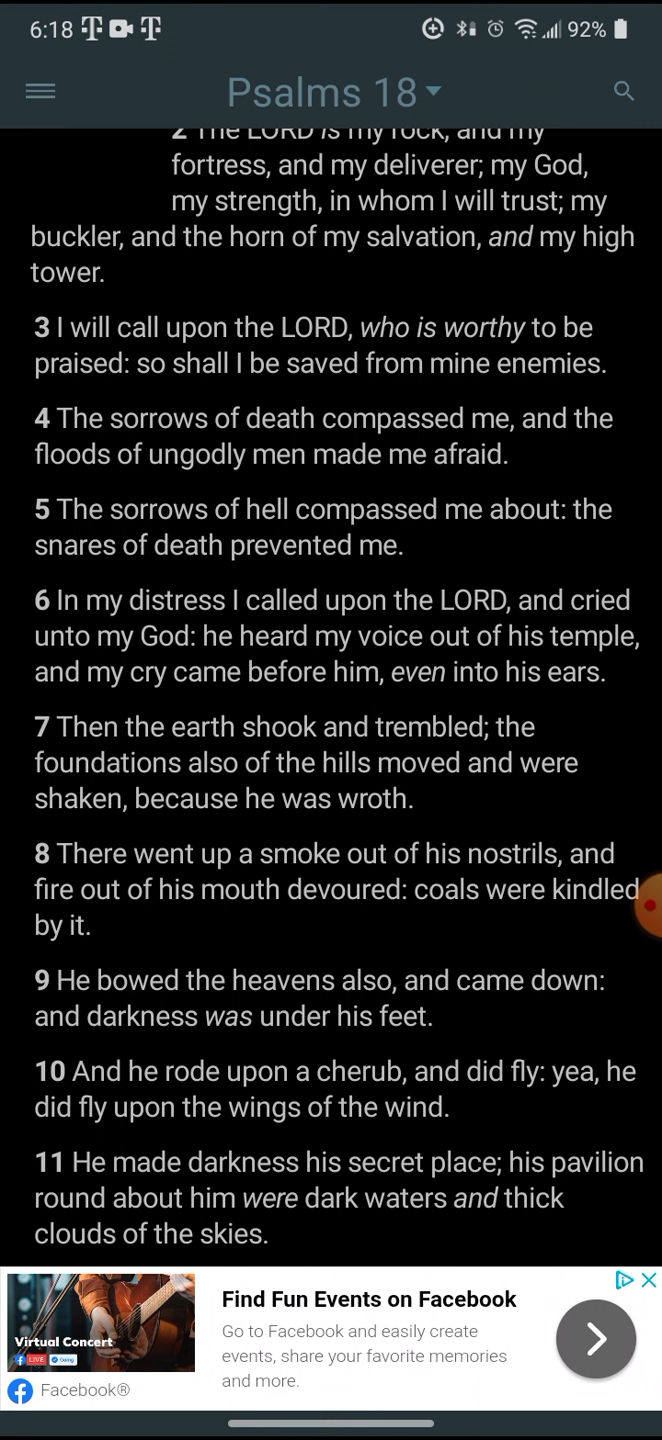 6:18
92%
Psalms 18
2 The LORD is my rock, and my
fortress, and my deliverer; my God,
my strength, in whom I will trust; my
buckler, and the horn of my salvation, and my high
tower.
3 I will call upon the LORD, who is worthy to be
praised: so shall I be saved from mine enemies.
4 The sorrows of death compassed me, and the
floods of ungodly men made me afraid.
5 The sorrows of hell compassed me about: the
snares of death prevented me.
6 In my distress I called upon the LORD, and cried
unto my God: he heard my voice out of his temple,
and my cry came before him, even into his ears.
7 Then the earth shook and trembled; the
foundations also of the hills moved and were
shaken, because he was wroth.
8 There went up a smoke out of his nostrils, and
fire out of his mouth devoured: coals were kindled
by it.
9 He bowed the heavens also, and came down:
and darkness was under his feet.
10 And he rode upon a cherub, and did fly: yea, he
did fly upon the wings of the wind.
11 He made darkness his secret place; his pavilion
round about him were dark waters and thick
clouds of the skies.
Virtual Concert
LIVE Going
Facebook®
Find Fun Events on Facebook
Go to Facebook and easily create
events, share your favorite memories
and more.